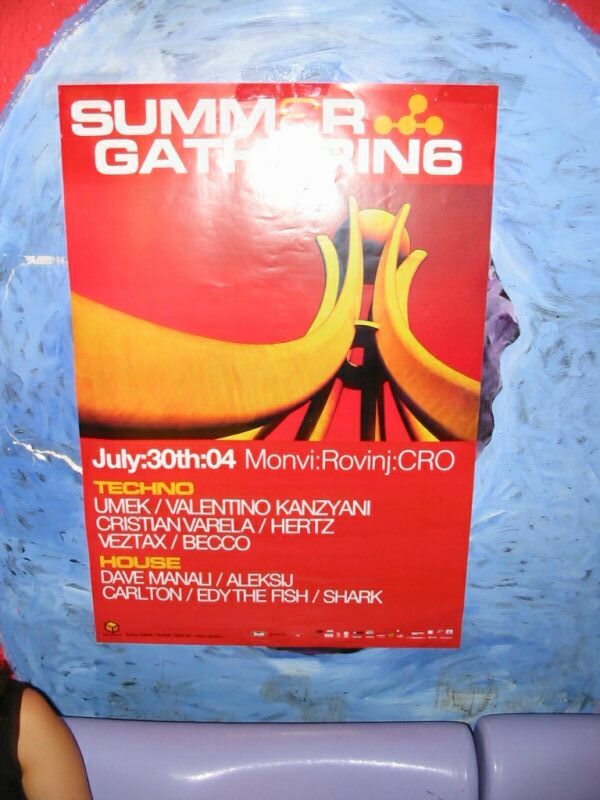 SUMMER
GATHERING
July:30th:04 Monvi:Rovinj:CRO
TECHNO
UMEK / VALENTINO KANZYANI
CRISTIAN VARELA / HERTZ
VEZTAX / BECCO
HOUSE
DAVE MANALI / ALEKSIJ
CARLTON / EDY THE FISH / SHARK